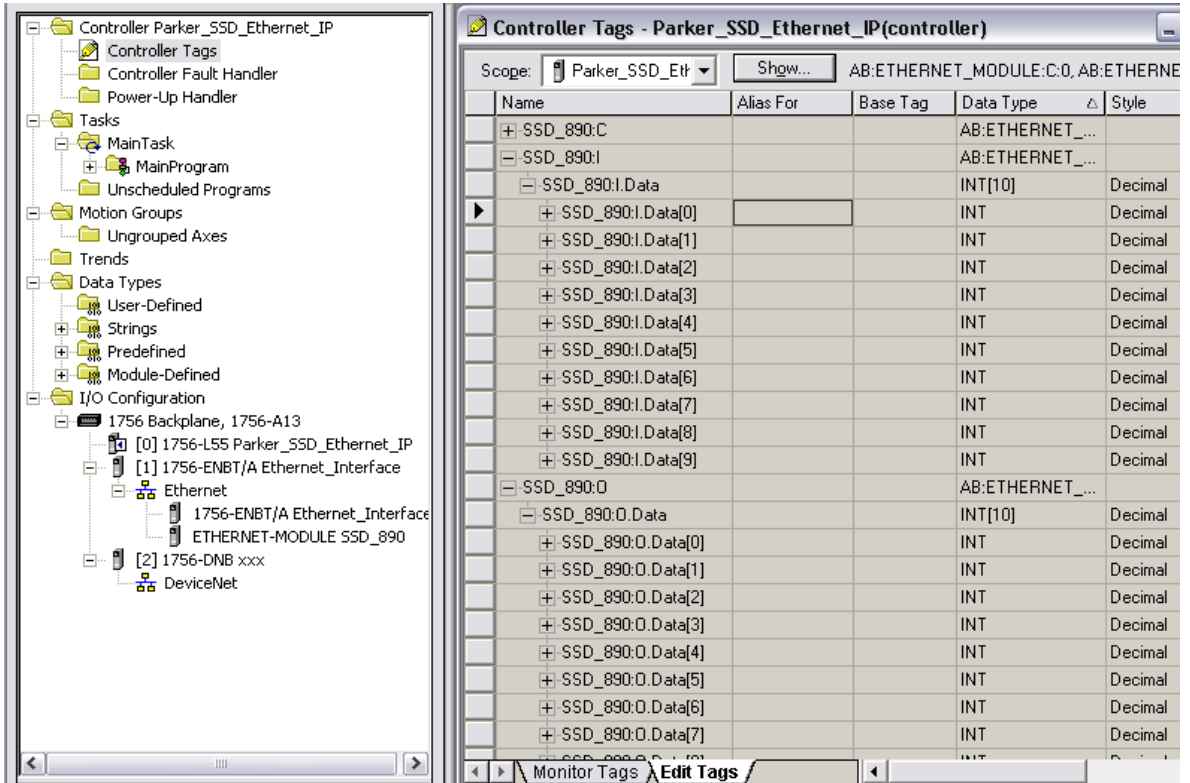 Controller Parker_SSD_Ethernet_IP
Controller Tags
Controller Fault Handler
Power-Up Handler
Tasks
MainTask
MainProgram
Unscheduled Programs
Motion Groups
Ungrouped Axes
Trends
Data Types
User-Defined
Strings
Predefined
Module-Defined
I/O Configuration
1756 Backplane, 1756-A13
[0] 1756-L55 Parker_SSD_Ethernet_IP
[1] 1756-ENBT/A Ethernet_Interface
Ethernet
1756-ENBT/A Ethernet_Interface
ETHERNET-MODULE SSD_890
[2] 1756-DNB xxx
DeviceNet
Controller Tags - Parker_SSD_Ethernet_IP(controller)
Scope: Parker_SSD_Eth Show... AB:ETHERNET_MODULE:C:0, AB:ETHERNE
Name Alias For Base Tag Data Type Style
SSD_890:C AB:ETHERNET_...
SSD_890:I AB:ETHERNET_...
SSD_890:I.Data INT[10] Decimal
SSD_890:I.Data[0] INT Decimal
SSD_890:I.Data[1] INT Decimal
SSD_890:I.Data[2] INT Decimal
SSD_890:I.Data[3] INT Decimal
SSD_890:I.Data[4] INT Decimal
SSD_890:I.Data[5] INT Decimal
SSD_890:I.Data[6] INT Decimal
SSD_890:I.Data[7] INT Decimal
SSD_890:I.Data[8] INT Decimal
SSD_890:I.Data[9] INT Decimal
SSD_890:O AB:ETHERNET_...
SSD_890:O.Data INT[10] Decimal
SSD_890:O.Data[0] INT Decimal
SSD_890:O.Data[1] INT Decimal
SSD_890:O.Data[2] INT Decimal
SSD_890:O.Data[3] INT Decimal
SSD_890:O.Data[4] INT Decimal
SSD_890:O.Data[5] INT Decimal
SSD_890:O.Data[6] INT Decimal
SSD_890:O.Data[7] INT Decimal
Monitor Tags Edit Tags